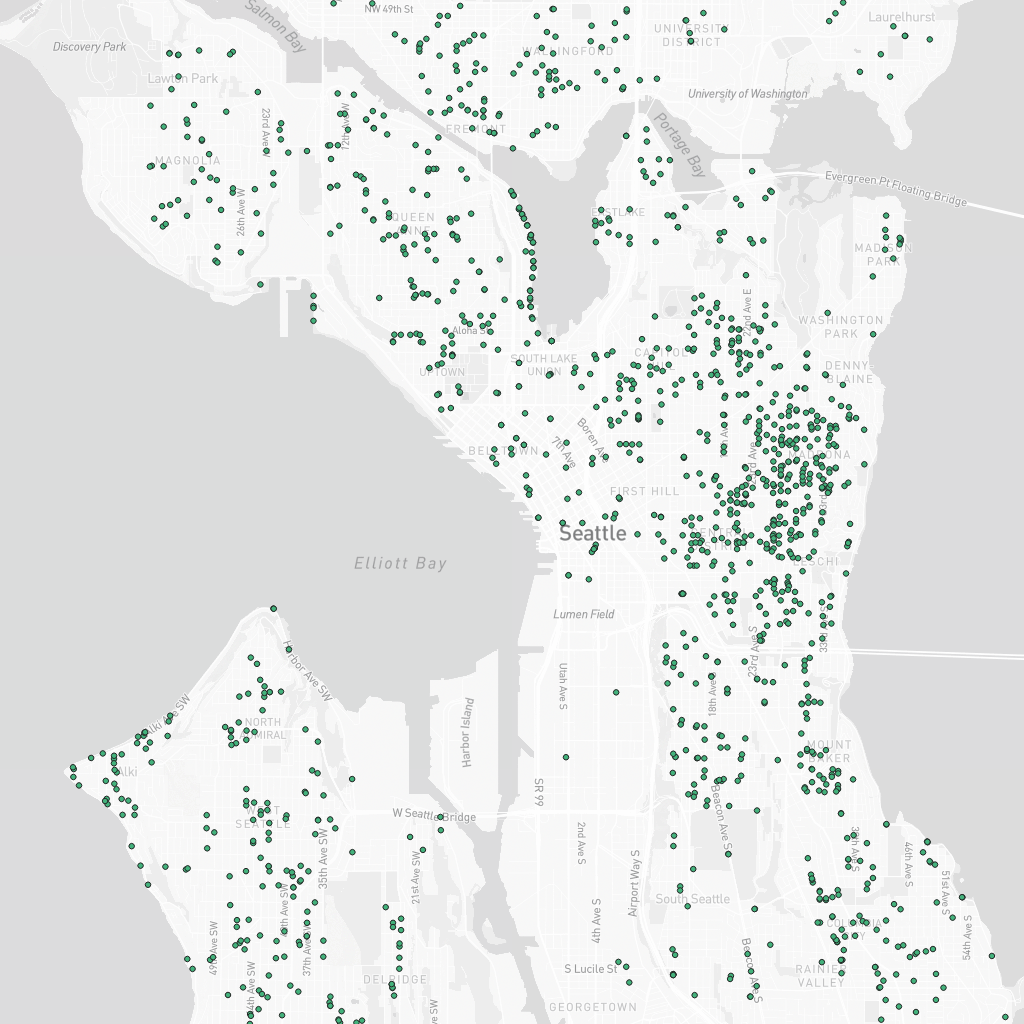 NW 49th St
Salmon Bay
Laurelhurst
Discovery Park
WALLINGFORD
UNIVERSITY
DISTRICT
Lawton Park
University of Washington
23rd Ave W
12th Ave W
FREMONT
Portage Bay
MAGNOLIA
Evergreen Pt Floating Bridge
26th Ave W
QUEEN
ANNE
EASTLAKE
MADISON
PARK
22nd Ave E
WASHINGTON
PARK
Aloha St
CAPITOL
SOUTH LAKE
UNION
UPTOWN
DENNY-
BLAINE
Boren Ave
7th Ave
BELLTOWN
MADRONA
FIRST HILL
Seattle
CENTRAL
DISTRICT
LESCHI
Elliott Bay
Lumen Field
33rd Ave S
23rd Ave S
Harbor Ave SW
Utah Ave S
18th Ave
Alki Ave SW
NORTH
ADMIRAL
Harbor Island
MOUNT
BAKER
Alki
SR 99
Beacon Ave S
W Seattle Bridge
WEST
SEATTLE
35th Ave SW
2nd Ave S
Airport Way S
21st Ave SW
46th Ave S
51st Ave S
South Seattle
4th Ave S
49th Ave SW
37th Ave SW
COLUMBIA
CITY
54th Ave S
Beacon Ave S
S Lucile St
RAINIER
VALLEY
DELRIDGE
GEORGETOWN